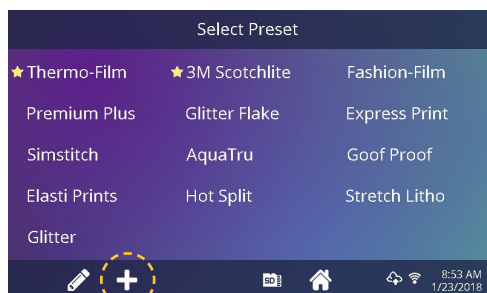 Select Preset
Thermo-Film 3M Scotchlite Fashion-Film
Premium Plus Glitter Flake Express Print
Simstitch AquaTru Goof Proof
Elasti Prints Hot Split Stretch Litho
Glitter
SD 8:53 AM
1/23/2018